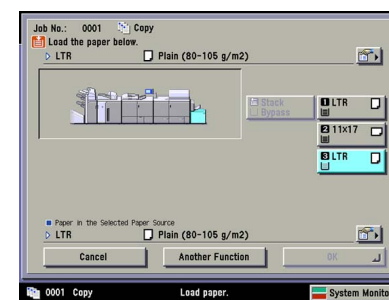 Job No.: 0001 Copy
Load the paper below.
LTR Plain (80-105 g/m2)
Stack Bypass
1 LTR
2 11x17
3 LTR
Paper in the Selected Paper Source
LTR Plain (80-105 g/m2)
Cancel Another Function OK
0001 Copy Load paper. System Monito